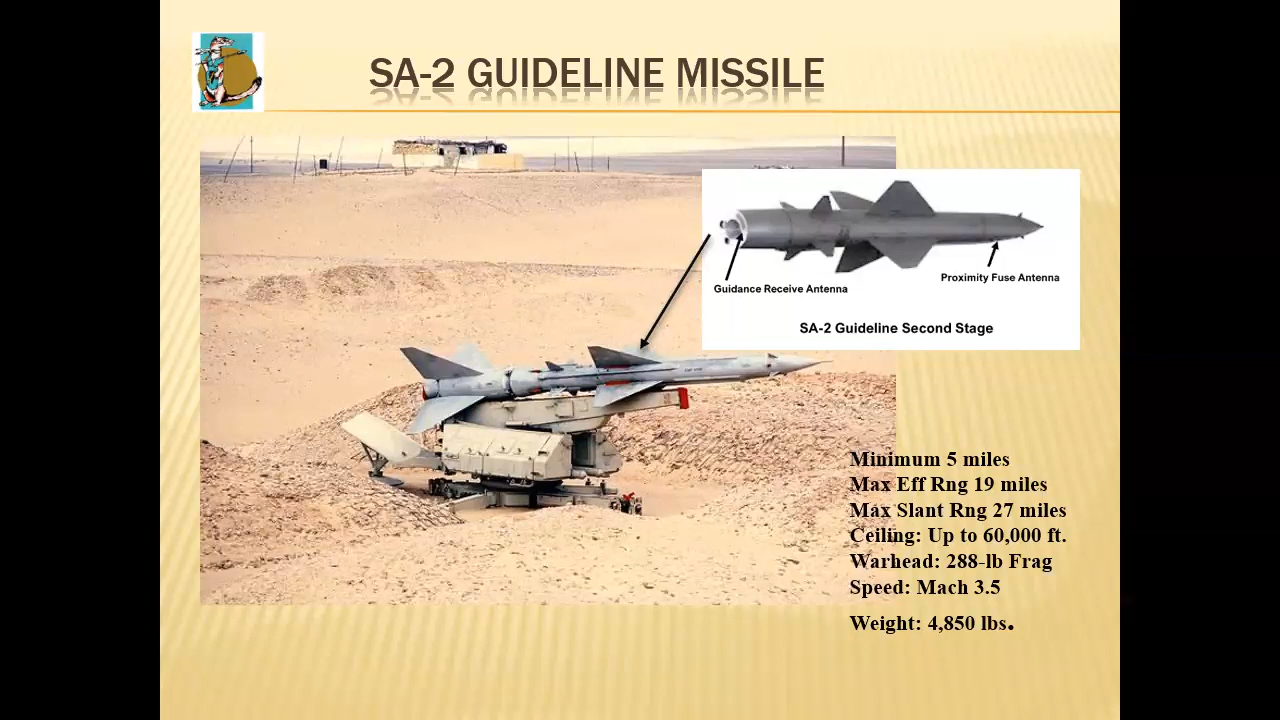 SA-2 GUIDELINE MISSILE
Guidance Receive Antenna
Proximity Fuse Antenna
SA-2 Guideline Second Stage
Minimum 5 miles
Max Eff Rng 19 miles
Max Slant Rng 27 miles
Ceiling: Up to 60,000 ft.
Warhead: 288-lb Frag
Speed: Mach 3.5
Weight: 4,850 lbs.